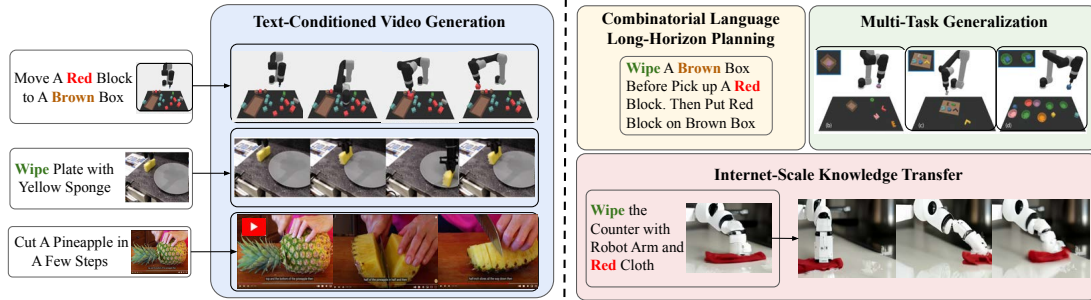 Text-Conditioned Video Generation
Move A Red Block
to A Brown Box
Wipe Plate with
Yellow Sponge
Cut A Pineapple in
A Few Steps
Combinatorial Language
Long-Horizon Planning
Wipe A Brown Box
Before Pick up A Red
Block. Then Put Red
Block on Brown Box
Multi-Task Generalization
(b)
(c)
(d)
Internet-Scale Knowledge Transfer
Wipe the
Counter with
Robot Arm and
Red Cloth